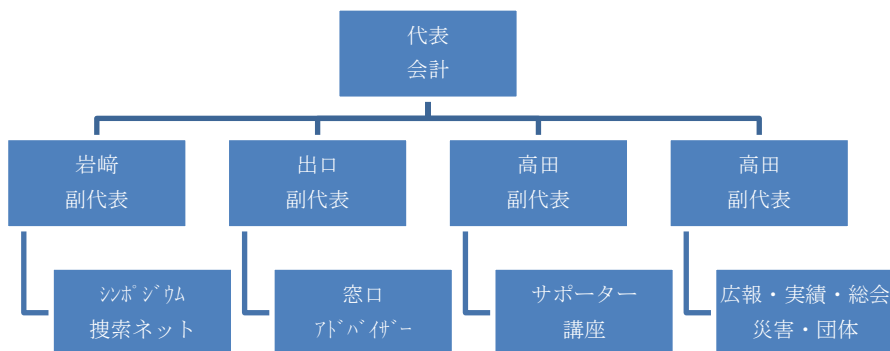 代表
会計
岩﨑
副代表
出口
副代表
高田
副代表
高田
副代表
ｼﾝﾎﾟｼﾞｳﾑ
捜索ネット
窓口
ｱﾄﾞﾊﾞｲｻﾞｰ
サポーター
講座
広報・実績・総会
災害・団体